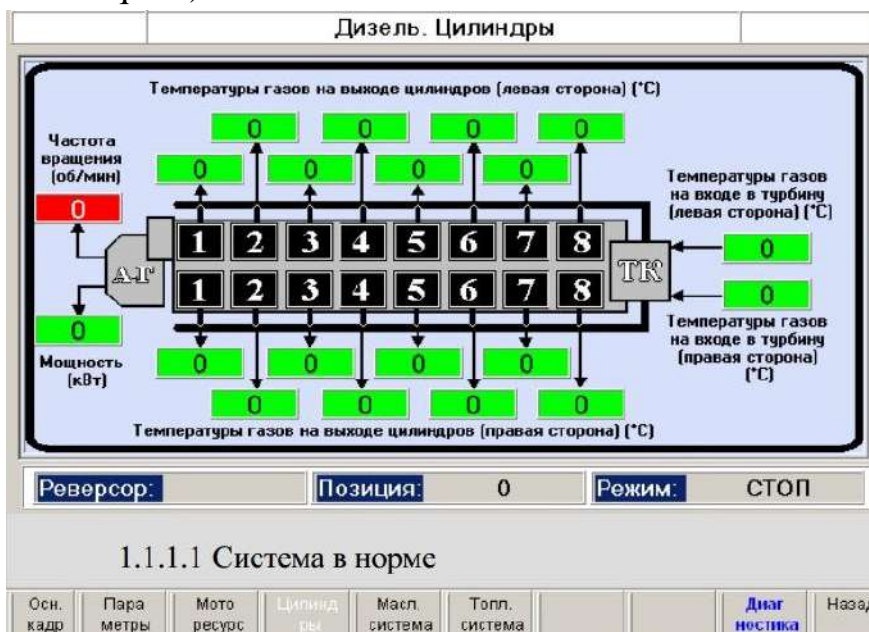 Дизель. Цилиндры
Температуры газов на выходе цилиндров (левая сторона) (°C)
0 0 0 0
0 0 0 0
Частота
вращения
(об/мин)
0
Температуры газов
на входе в турбину
(левая сторона) (°C)
0
1 2 3 4 5 6 7 8
АГ
ТК
1 2 3 4 5 6 7 8
0
0
Мощность
(кВт)
Температуры газов
на входе в турбину
(правая сторона)
(°C)
0 0 0 0
0 0 0 0
Температуры газов на выходе цилиндров (правая сторона) (°C)
Реверсор: Позиция: 0 Режим: СТОП
1.1.1.1 Система в норме
Осн. Пара Мото Цилинд Масл. Топл. Диаг Назад
кадр метры ресурс ры система система ностика